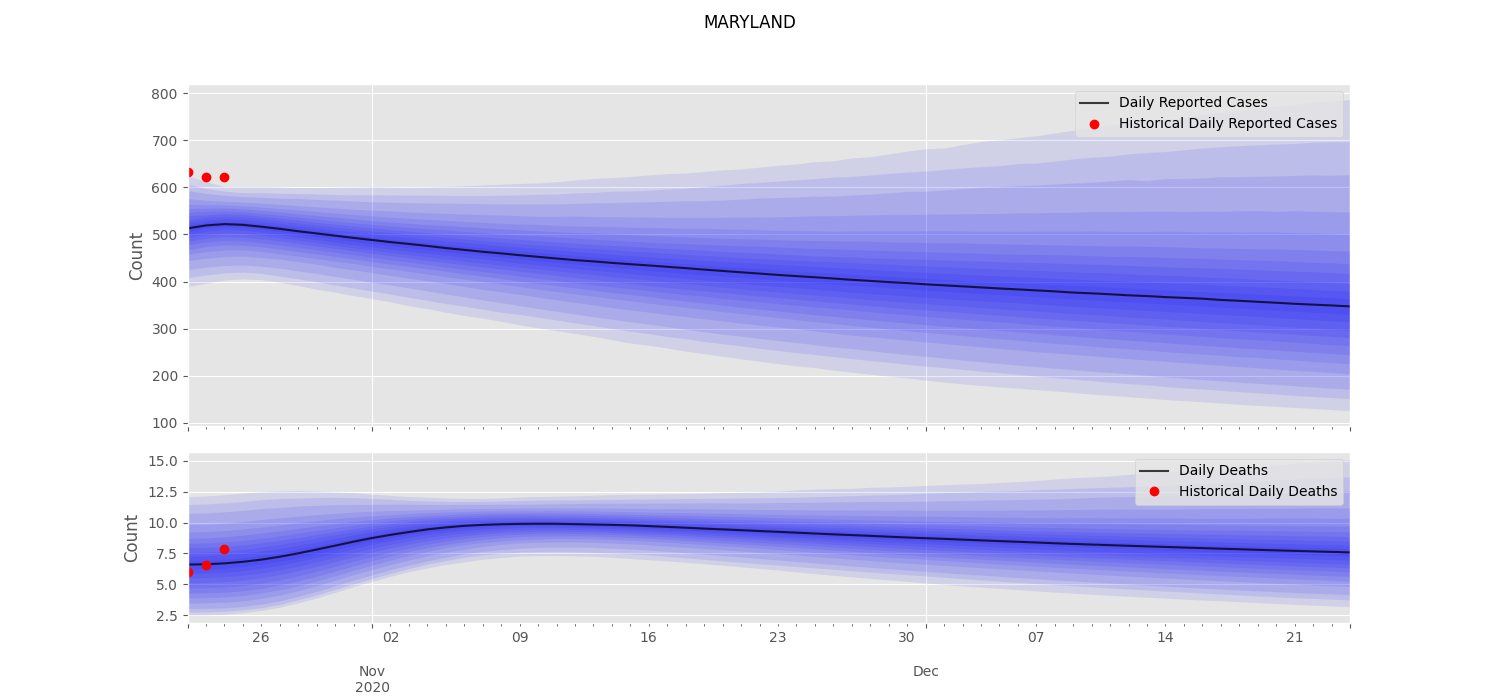 MARYLAND
800
700
600
500
400
300
200
100
Count
Daily Reported Cases
Historical Daily Reported Cases
15.0
12.5
10.0
7.5
5.0
2.5
Count
Daily Deaths
Historical Daily Deaths
26 02 09 16 23 30 07 14 21
Nov Dec
2020